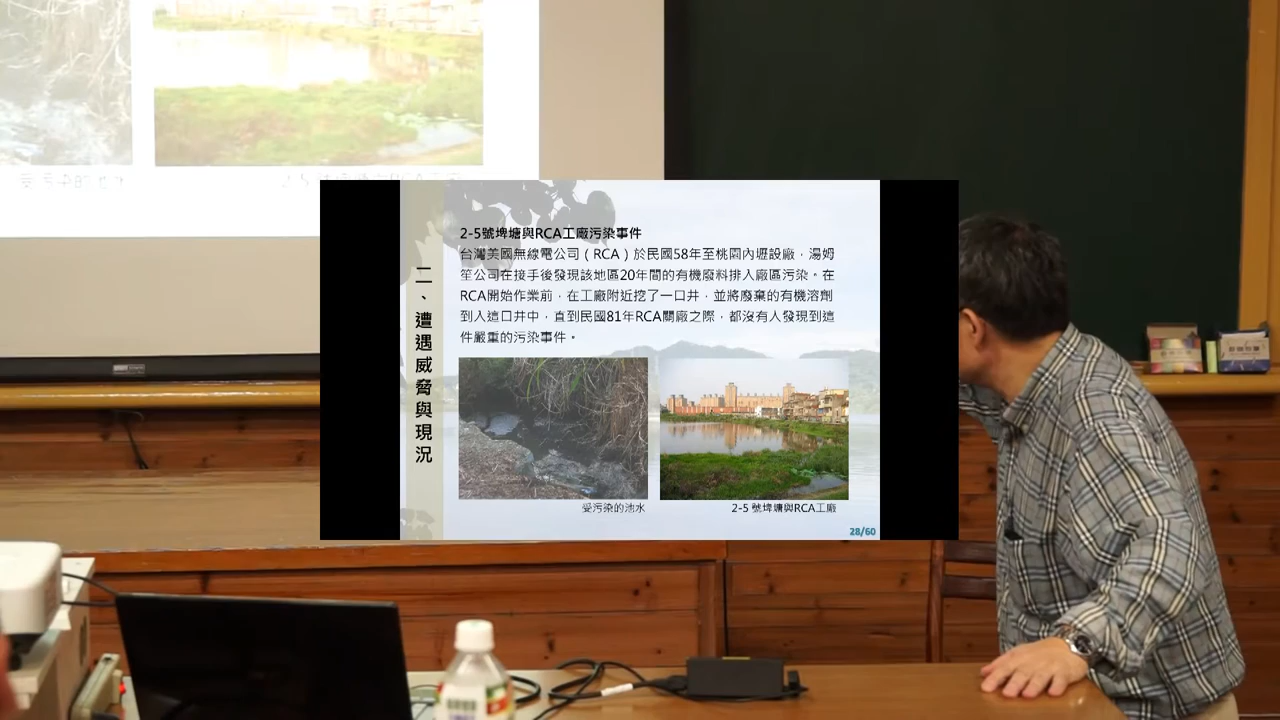 2-5號埤塘與RCA工廠污染事件
台灣美國無線電公司（RCA）於民國58年至桃園內壢設廠，湯姆
笙公司在接手後發現該地區20年間的有機廢料排入廠區污染。在
RCA開始作業前，在工廠附近挖了一口井，並將廢棄的有機溶劑
到入這口井中，直到民國81年RCA關廠之際，都沒有人發現到這
件嚴重的污染事件。
二、遭遇威脅與現況
受污染的池水
2-5 號埤塘與RCA工廠
28/60